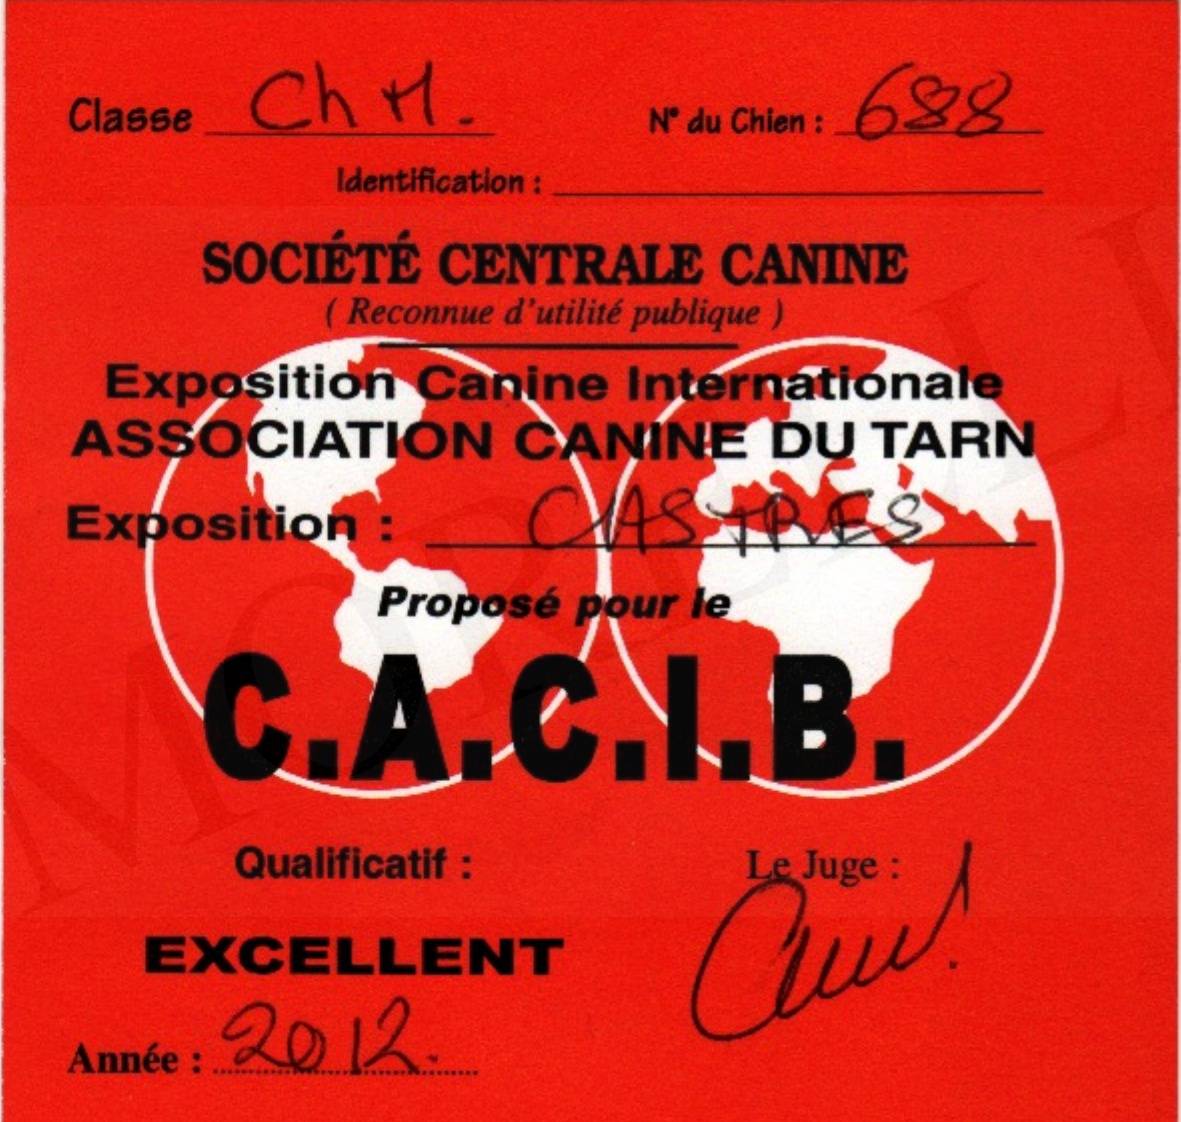 Classe Ch M. N° du Chien : 688
Identification :
SOCIÉTÉ CENTRALE CANINE
( Reconnue d'utilité publique )
Exposition Canine Internationale
ASSOCIATION CANINE DU TARN
Exposition : CASTRES
Proposé pour le
C.A.C.I.B.
Qualificatif : Le Juge :
EXCELLENT
Année : 2012.
MORELLI